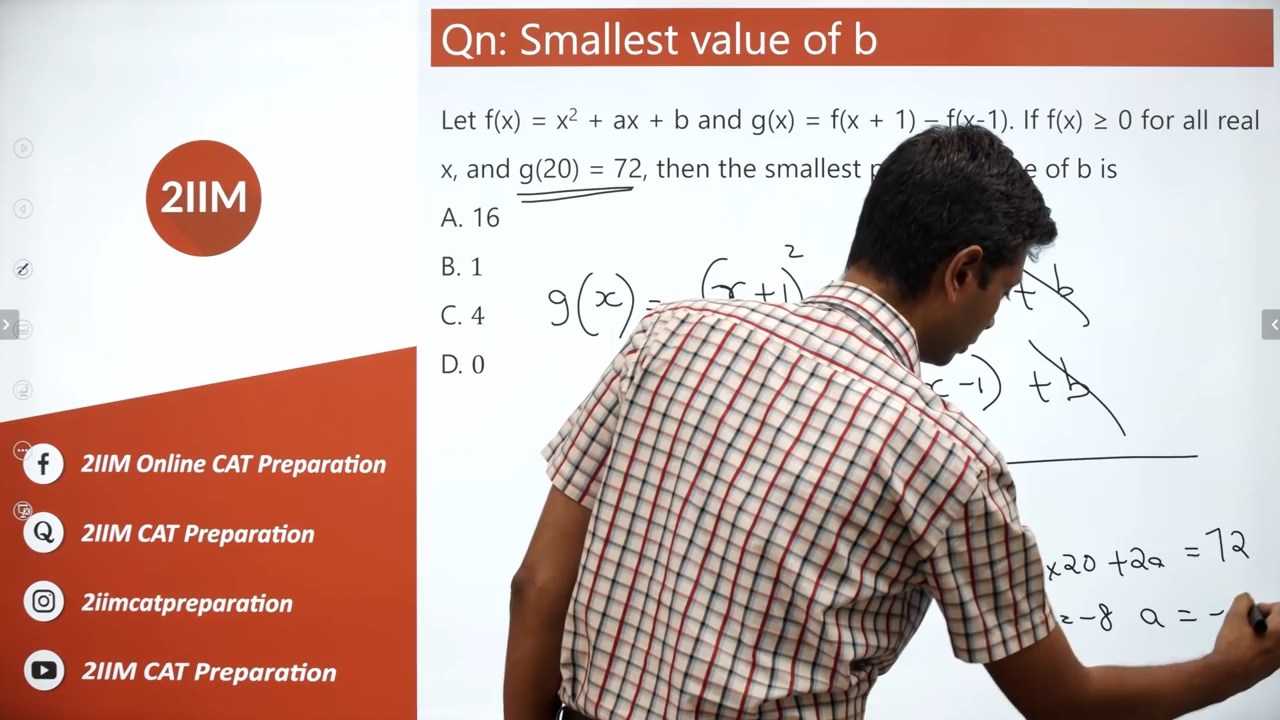 Qn: Smallest value of b
Let f(x) = x² + ax + b and g(x) = f(x + 1) – f(x-1). If f(x) ≥ 0 for all real
x, and g(20) = 72, then the smallest of b is
A. 16
B. 1
C. 4
D. 0
2IIM
g(x) = (x+1)² + b
-1) + b
x20 + 2a = 72
= -8 a = -
f 2IIM Online CAT Preparation
Q 2IIM CAT Preparation
2iimcatpreparation
2IIM CAT Preparation